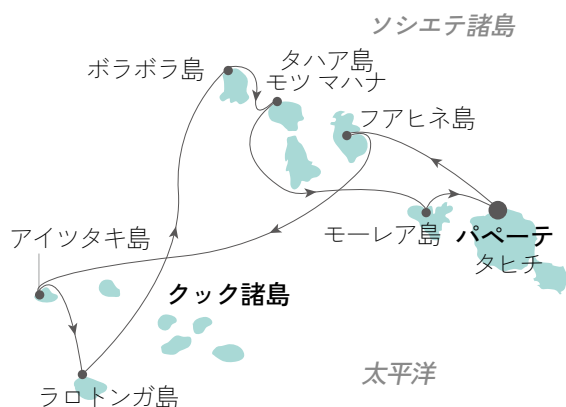 ソシエテ諸島
ボラボラ島
タハア島
モツ マハナ
フアヒネ島
アイツタキ島
モーレア島
パペーテ
タヒチ
クック諸島
太平洋
ラロトンガ島